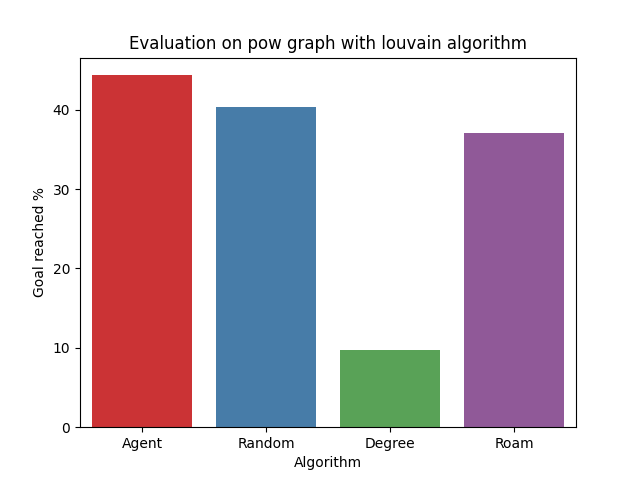 Evaluation on pow graph with louvain algorithm
Goal reached %
40
30
20
10
0
Agent Random Degree Roam
Algorithm